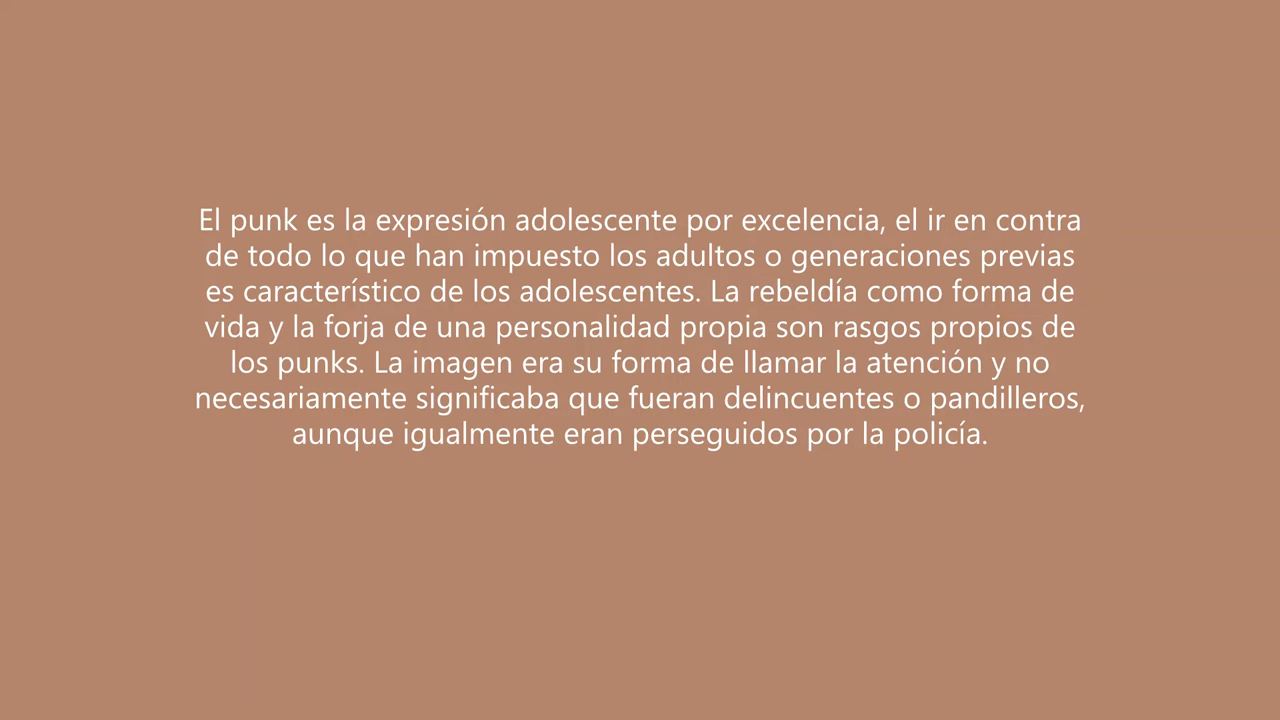 El punk es la expresión adolescente por excelencia, el ir en contra
de todo lo que han impuesto los adultos o generaciones previas
es característico de los adolescentes. La rebeldía como forma de
vida y la forja de una personalidad propia son rasgos propios de
los punks. La imagen era su forma de llamar la atención y no
necesariamente significaba que fueran delincuentes o pandilleros,
aunque igualmente eran perseguidos por la policía.